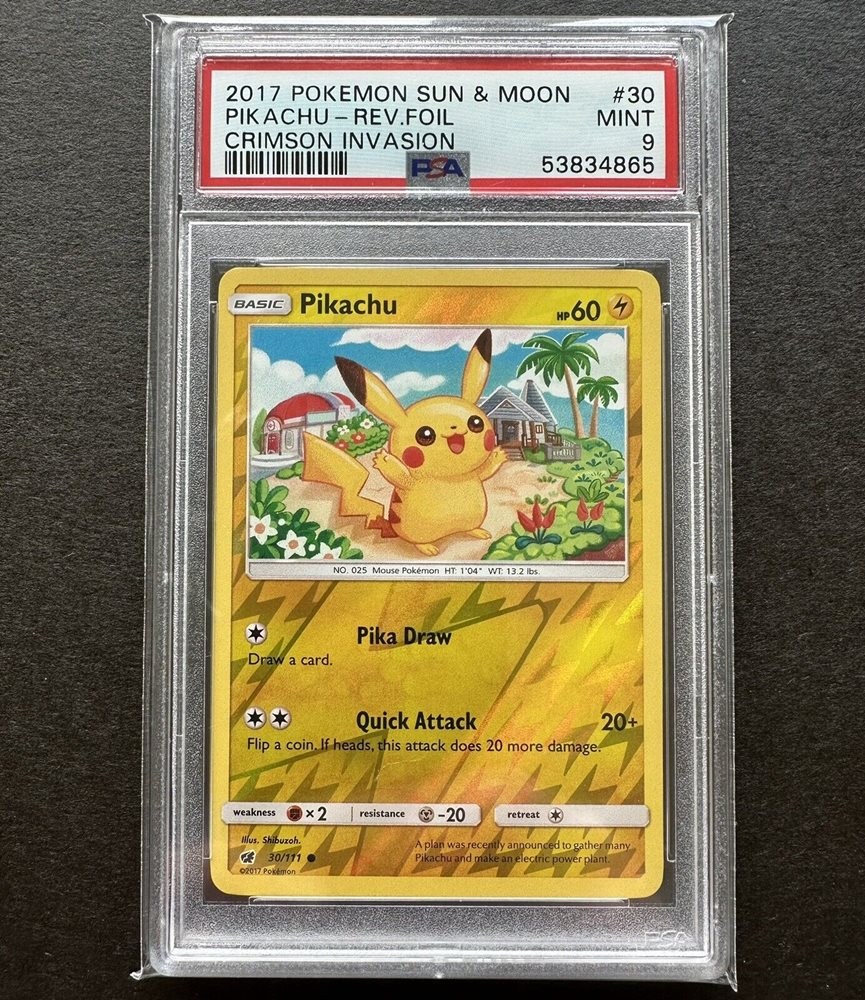 2017 POKEMON SUN & MOON #30
PIKACHU – REV.FOIL MINT
CRIMSON INVASION 9
PSA 53834865
BASIC Pikachu HP60
NO. 025 Mouse Pokémon HT: 1'04" WT: 13.2 lbs.
Pika Draw
Draw a card.
Quick Attack 20+
Flip a coin. If heads, this attack does 20 more damage.
weakness ×2 resistance -20 retreat
Illus. Shibuzoh.
30/111
©2017 Pokémon
A plan was recently announced to gather many
Pikachu and make an electric power plant.
PSA